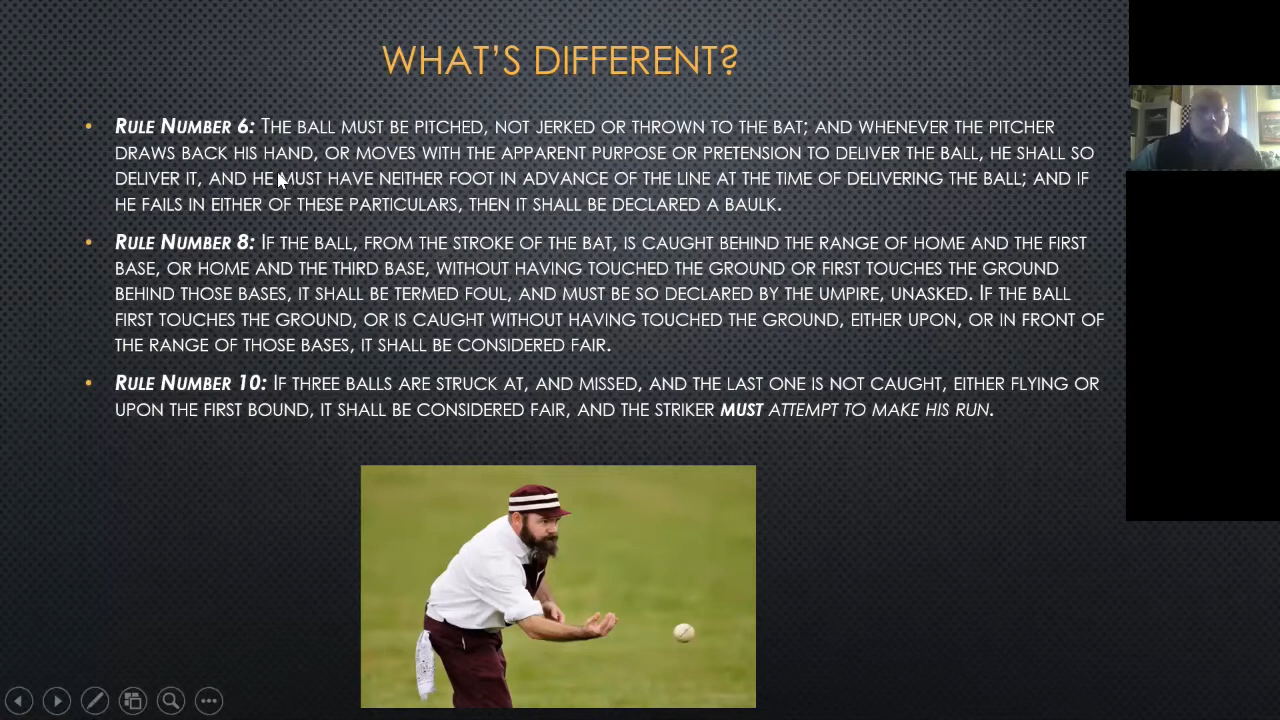 WHAT'S DIFFERENT?
• RULE NUMBER 6: THE BALL MUST BE PITCHED, NOT JERKED OR THROWN TO THE BAT; AND WHENEVER THE PITCHER
DRAWS BACK HIS HAND, OR MOVES WITH THE APPARENT PURPOSE OR PRETENSION TO DELIVER THE BALL, HE SHALL SO
DELIVER IT, AND HE MUST HAVE NEITHER FOOT IN ADVANCE OF THE LINE AT THE TIME OF DELIVERING THE BALL; AND IF
HE FAILS IN EITHER OF THESE PARTICULARS, THEN IT SHALL BE DECLARED A BAULK.
• RULE NUMBER 8: IF THE BALL, FROM THE STROKE OF THE BAT, IS CAUGHT BEHIND THE RANGE OF HOME AND THE FIRST
BASE, OR HOME AND THE THIRD BASE, WITHOUT HAVING TOUCHED THE GROUND OR FIRST TOUCHES THE GROUND
BEHIND THOSE BASES, IT SHALL BE TERMED FOUL, AND MUST BE SO DECLARED BY THE UMPIRE, UNASKED. IF THE BALL
FIRST TOUCHES THE GROUND, OR IS CAUGHT WITHOUT HAVING TOUCHED THE GROUND, EITHER UPON, OR IN FRONT OF
THE RANGE OF THOSE BASES, IT SHALL BE CONSIDERED FAIR.
• RULE NUMBER 10: IF THREE BALLS ARE STRUCK AT, AND MISSED, AND THE LAST ONE IS NOT CAUGHT, EITHER FLYING OR
UPON THE FIRST BOUND, IT SHALL BE CONSIDERED FAIR, AND THE STRIKER MUST ATTEMPT TO MAKE HIS RUN.